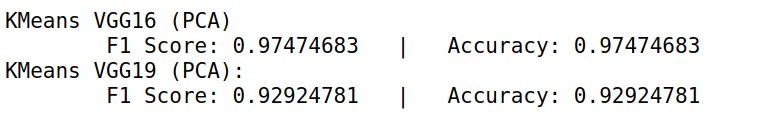 KMeans VGG16 (PCA)
F1 Score: 0.97474683 | Accuracy: 0.97474683
KMeans VGG19 (PCA):
F1 Score: 0.92924781 | Accuracy: 0.92924781